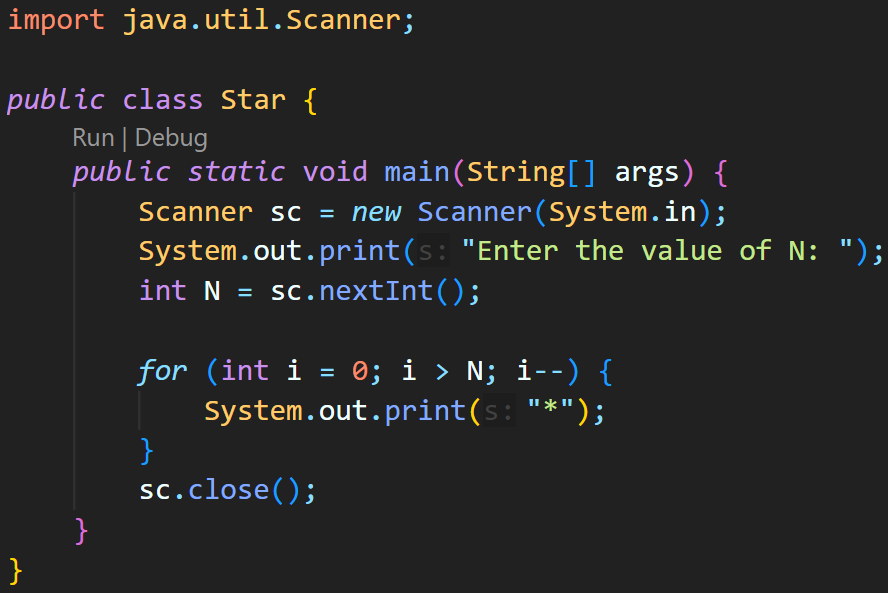 import java.util.Scanner;
public class Star {
Run | Debug
public static void main(String[] args) {
Scanner sc = new Scanner(System.in);
System.out.print(s: "Enter the value of N: ");
int N = sc.nextInt();
for (int i = 0; i > N; i--) {
System.out.print(s: "*");
}
sc.close();
}
}